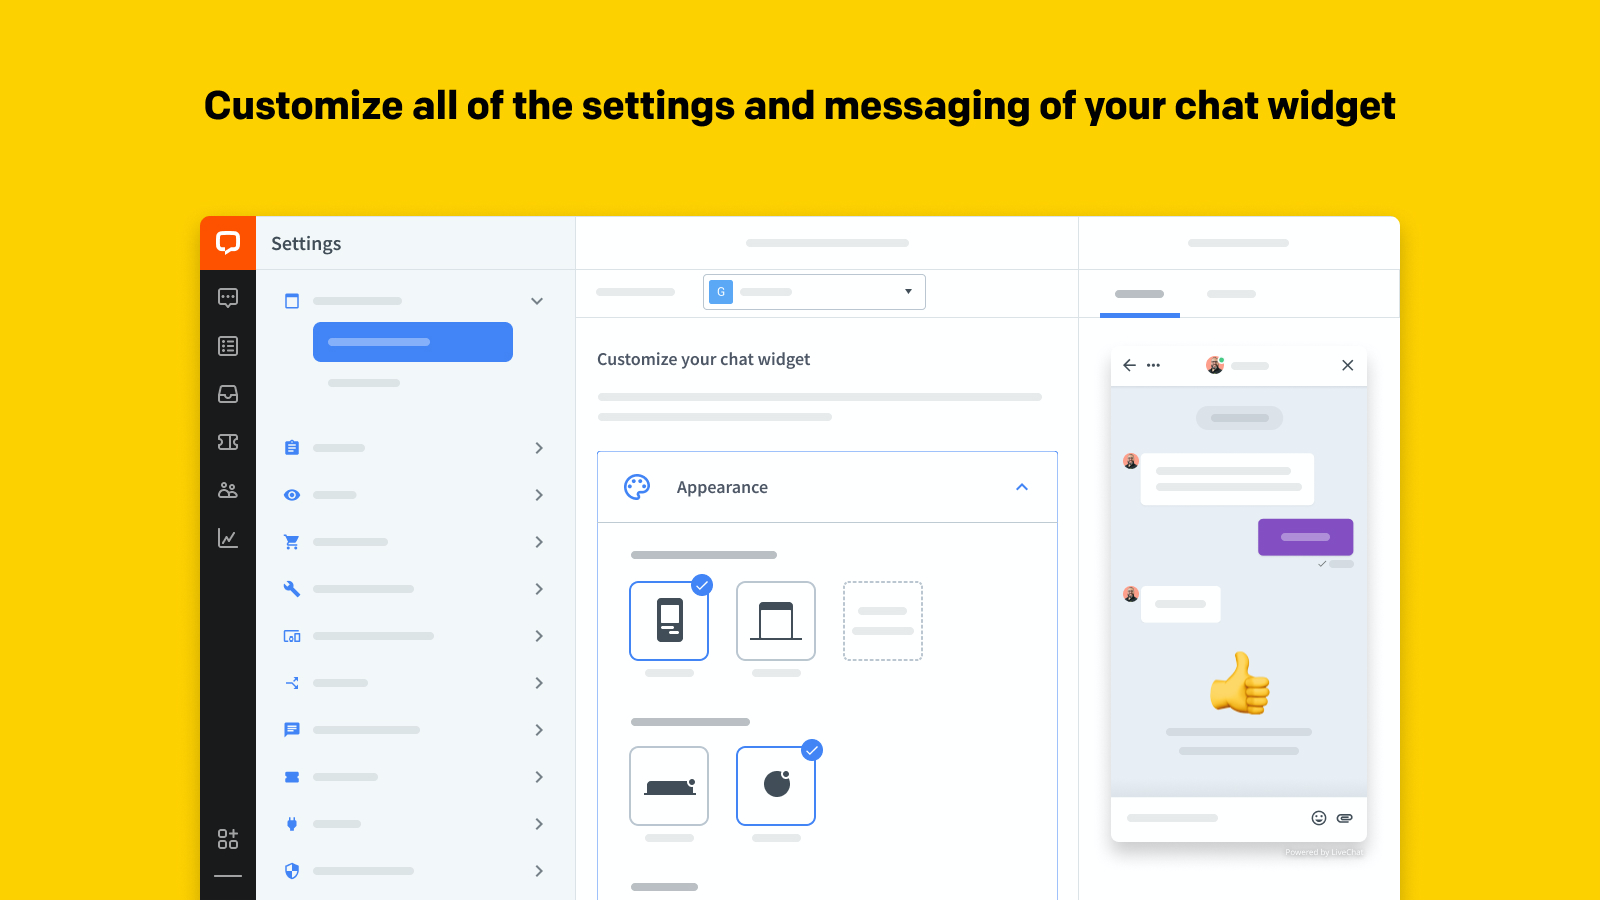 Customize all of the settings and messaging of your chat widget
Settings
G
Customize your chat widget
Appearance
Powered by LiveChat